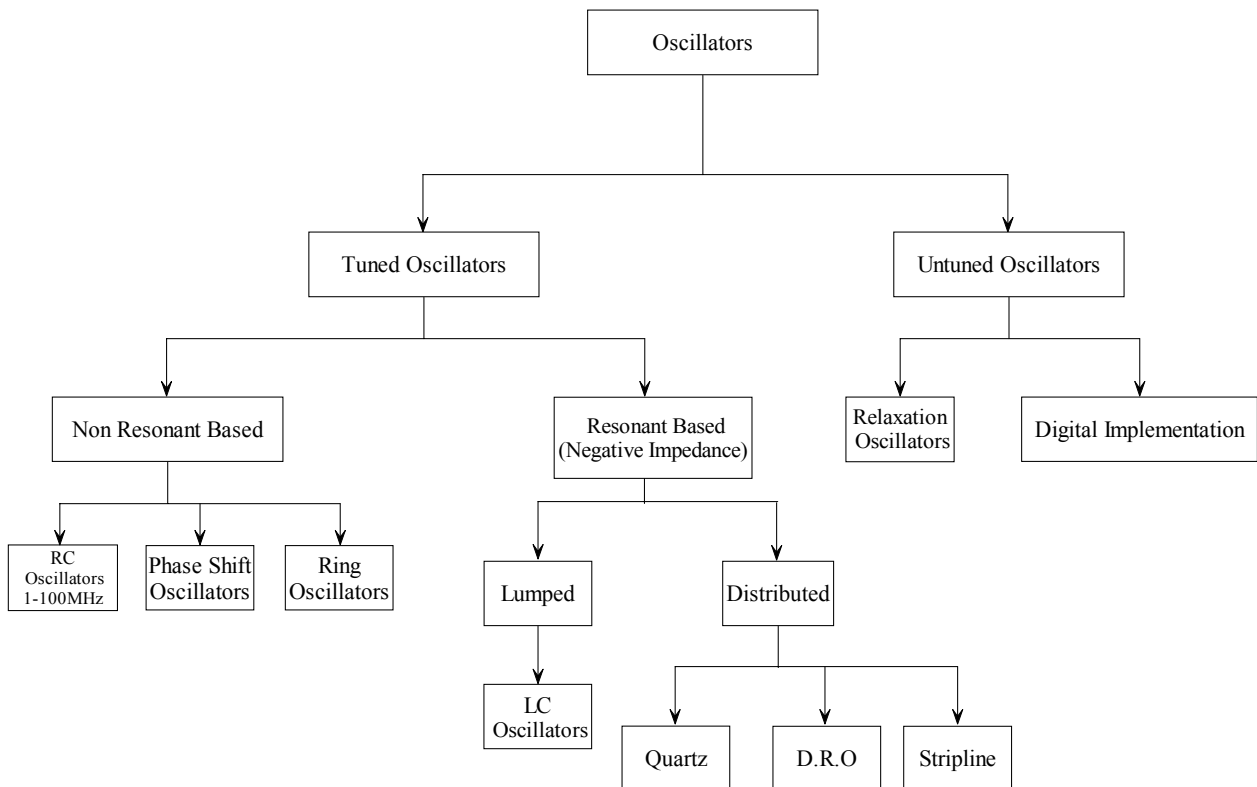 Oscillators
Tuned Oscillators
Untuned Oscillators
Non Resonant Based
Resonant Based
(Negative Impedance)
Relaxation
Oscillators
Digital Implementation
RC
Oscillators
1-100MHz
Phase Shift
Oscillators
Ring
Oscillators
Lumped
Distributed
LC
Oscillators
Quartz
D.R.O
Stripline